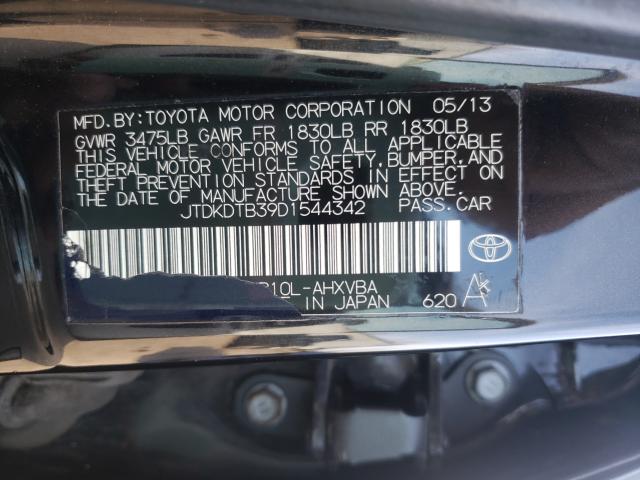 MFD.BY:TOYOTA MOTOR CORPORATION 05/13
GVWR 3475LB GAWR FR 1830LB RR 1830LB
THIS VEHICLE CONFORMS TO ALL APPLICABLE
FEDERAL MOTOR VEHICLE SAFETY, BUMPER, AND
THEFT PREVENTION STANDARDS IN EFFECT ON
THE DATE OF MANUFACTURE SHOWN ABOVE.
JTDKDTB39D1544342 PASS.CAR
P10L-AHXVBA
IN JAPAN 620